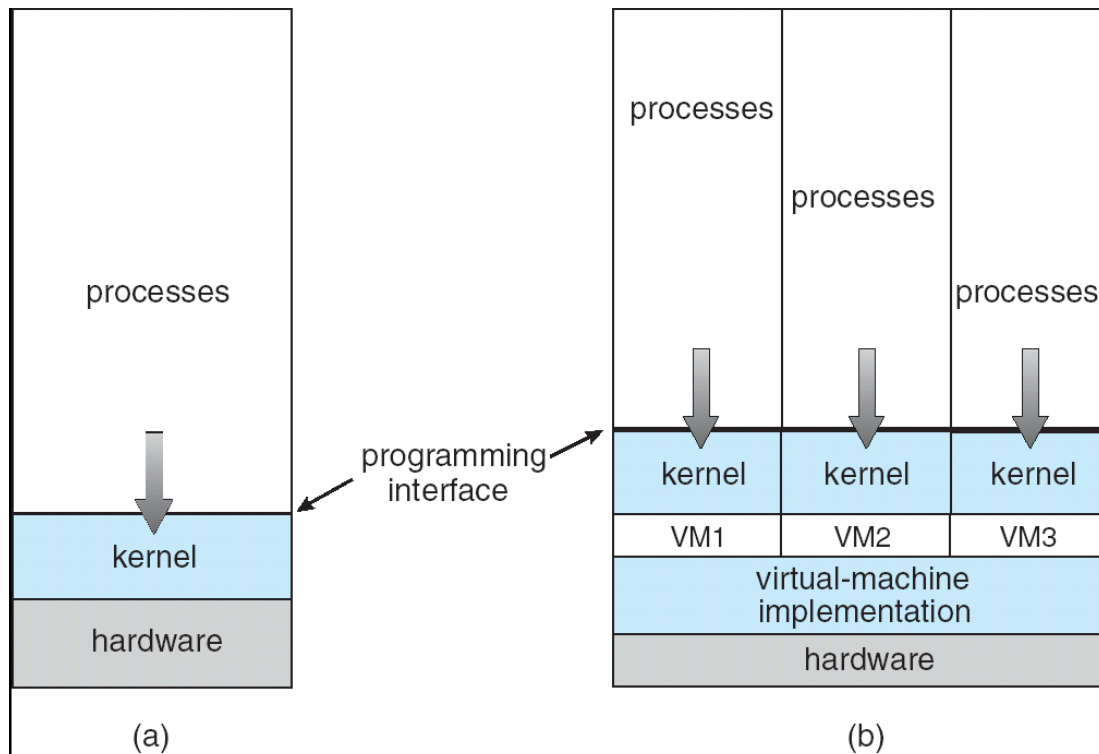 processes
kernel
hardware
(a)
programming
interface
processes
processes
processes
kernel
kernel
kernel
VM1
VM2
VM3
virtual-machine
implementation
hardware
(b)